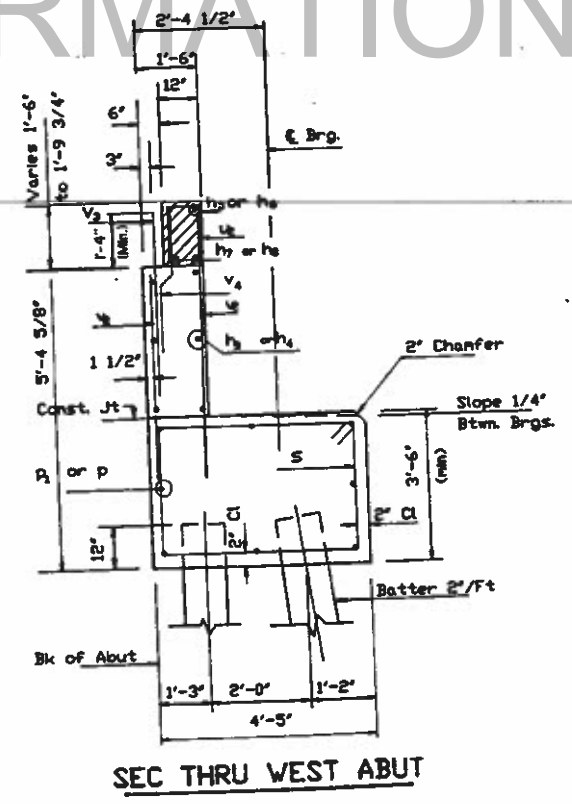 RMATION
2'-4 1/2"
1'-6"
12"
6"
3"
Varies 1'-6"
to 1'-9 3/4"
₵ Brg.
V₃
1'-4"
(Min.)
h₅ or h₆
h₇ or h₈
V₄
h₃ or h₄
5'-4 5/8"
1 1/2"
2" Chamfer
Const. Jt
Slope 1/4"
Btwn. Brgs.
S
3'-6"
(min)
p₁ or p
Cl
2"
2" Cl
12"
Batter 2"/Ft
Bk of Abut
1'-3"
2'-0"
1'-2"
4'-5"
SEC THRU WEST ABUT